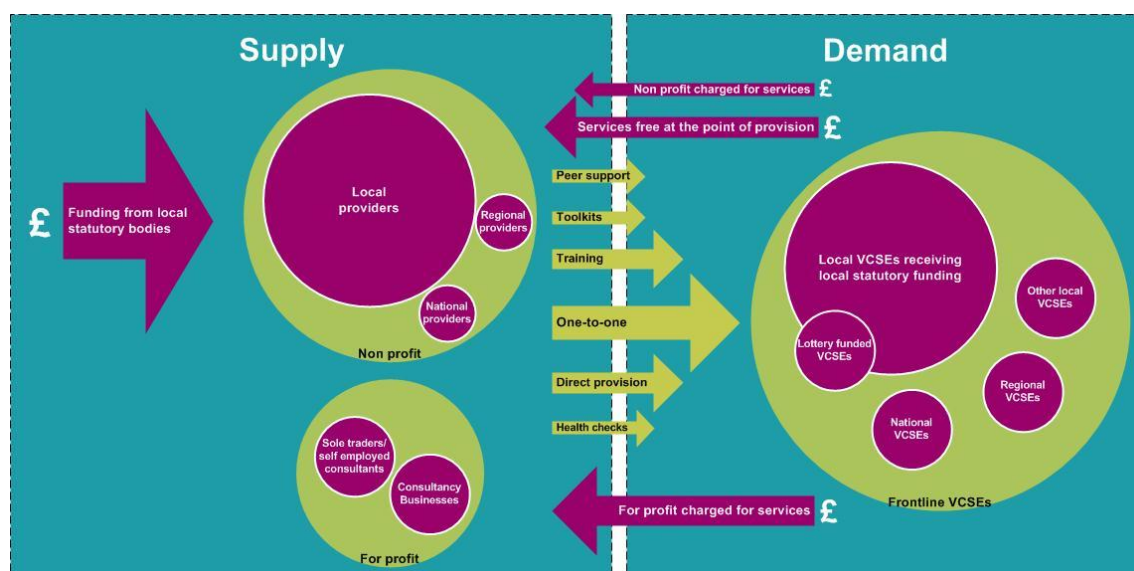 Supply
£
Funding from local
statutory bodies
Local
providers
Regional
providers
National
providers
Non profit
Sole traders/
self employed
consultants
Consultancy
Businesses
For profit
Demand
Non profit charged for services
£
Services free at the point of provision
£
Peer support
Toolkits
Training
One-to-one
Direct provision
Health checks
For profit charged for services
£
Local VCSEs receiving
local statutory funding
Lottery funded
VCSEs
Other local
VCSEs
Regional
VCSEs
National
VCSEs
Frontline VCSEs